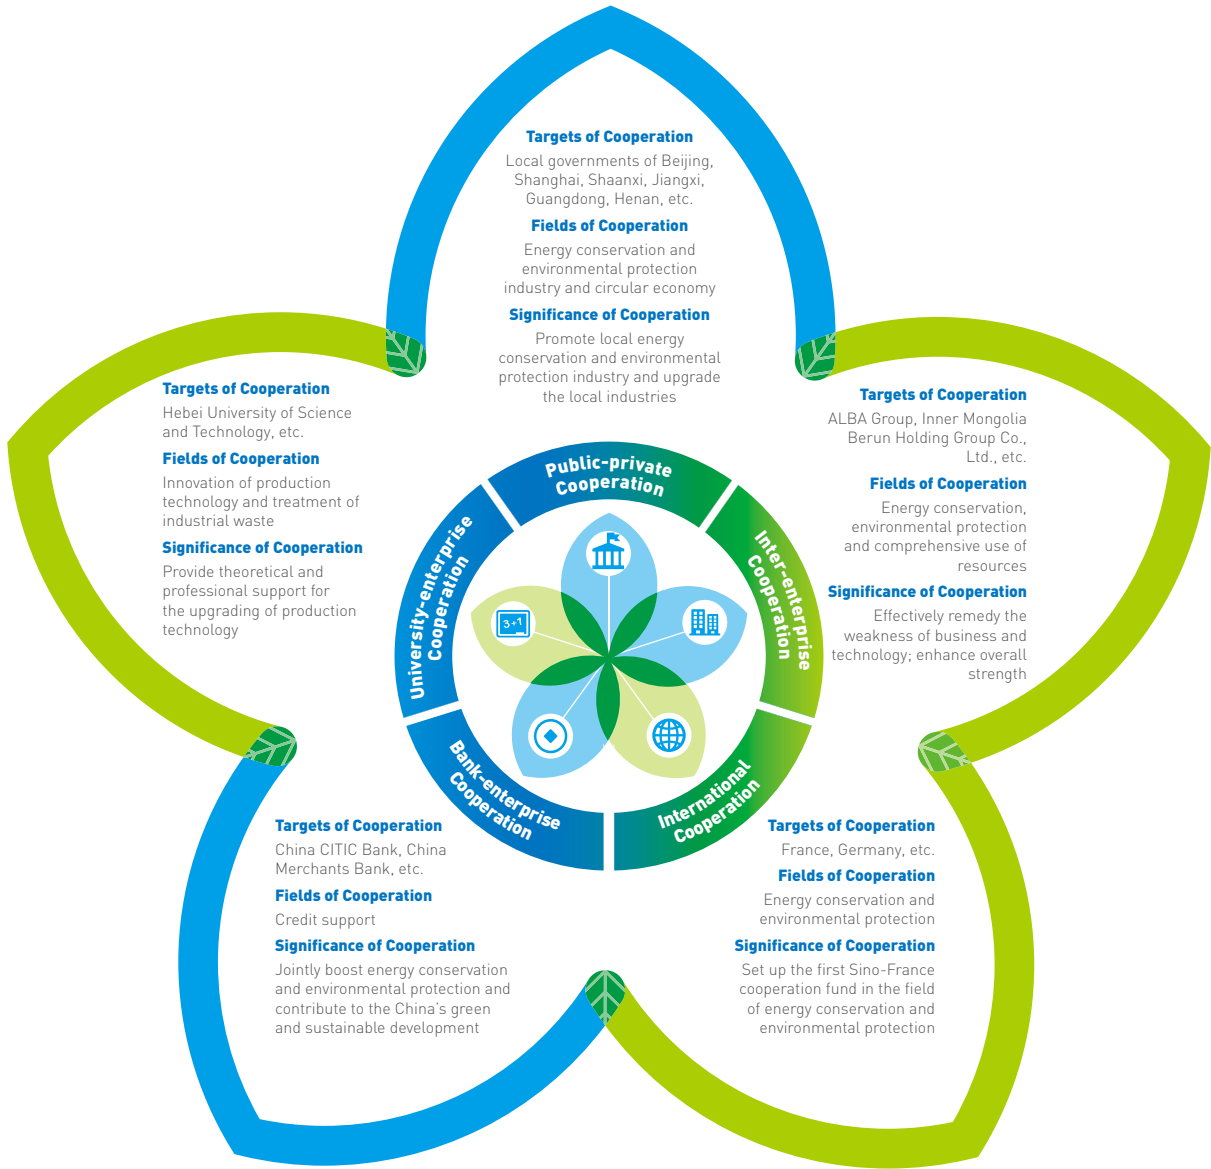 Targets of Cooperation
Local governments of Beijing,
Shanghai, Shaanxi, Jiangxi,
Guangdong, Henan, etc.
Fields of Cooperation
Energy conservation and
environmental protection
industry and circular economy
Significance of Cooperation
Promote local energy
conservation and environmental
protection industry and upgrade
the local industries
Targets of Cooperation
Hebei University of Science
and Technology, etc.
Fields of Cooperation
Innovation of production
technology and treatment of
industrial waste
Significance of Cooperation
Provide theoretical and
professional support for
the upgrading of production
technology
Targets of Cooperation
ALBA Group, Inner Mongolia
Berun Holding Group Co.,
Ltd., etc.
Fields of Cooperation
Energy conservation,
environmental protection
and comprehensive use of
resources
Significance of Cooperation
Effectively remedy the
weakness of business and
technology; enhance overall
strength
Public-private
Cooperation
University-enterprise
Cooperation
Inter-enterprise
Cooperation
3+1
Bank-enterprise
Cooperation
International
Cooperation
Targets of Cooperation
China CITIC Bank, China
Merchants Bank, etc.
Fields of Cooperation
Credit support
Significance of Cooperation
Jointly boost energy conservation
and environmental protection and
contribute to the China's green
and sustainable development
Targets of Cooperation
France, Germany, etc.
Fields of Cooperation
Energy conservation and
environmental protection
Significance of Cooperation
Set up the first Sino-France
cooperation fund in the field
of energy conservation and
environmental protection